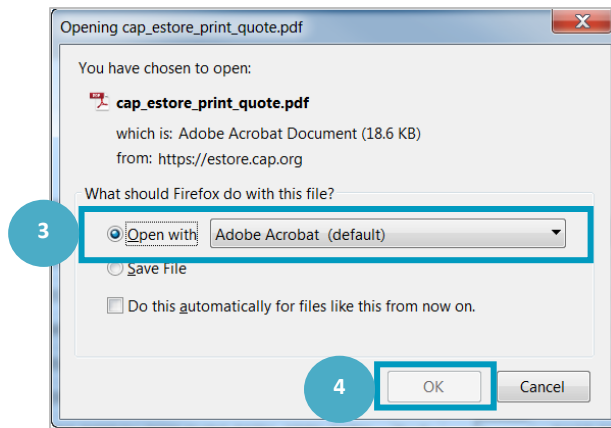 Opening cap_estore_print_quote.pdf
You have chosen to open:
cap_estore_print_quote.pdf
which is: Adobe Acrobat Document (18.6 KB)
from: https://estore.cap.org
What should Firefox do with this file?
3
Open with Adobe Acrobat (default)
Save File
Do this automatically for files like this from now on.
4
OK Cancel